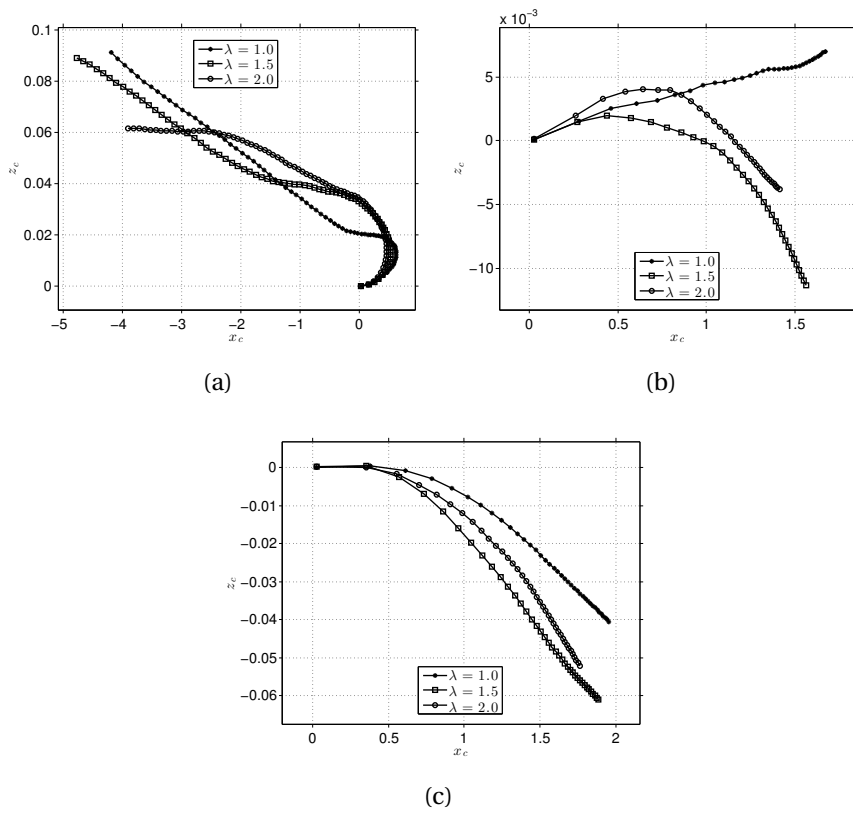 0.1
0.08
0.06
0.04
0.02
0
z_c
−5 −4 −3 −2 −1 0
x_c
λ = 1.0
λ = 1.5
λ = 2.0
(a)
x 10⁻³
5
0
−5
−10
z_c
0 0.5 1 1.5
x_c
λ = 1.0
λ = 1.5
λ = 2.0
(b)
0
−0.01
−0.02
−0.03
−0.04
−0.05
−0.06
z_c
0 0.5 1 1.5 2
x_c
λ = 1.0
λ = 1.5
λ = 2.0
(c)